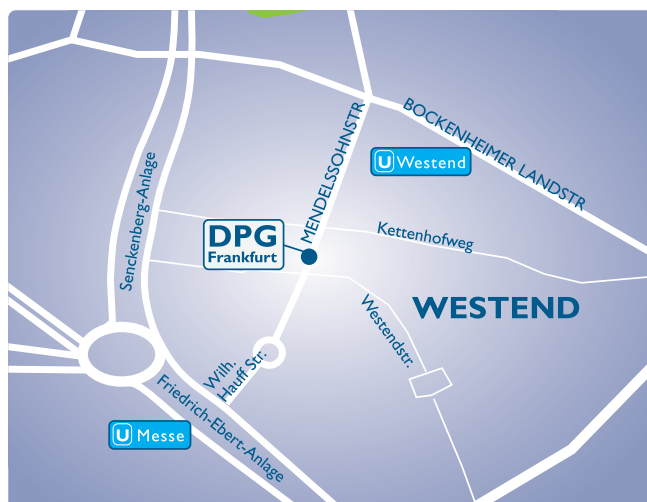 BOCKENHEIMER LANDSTR
MENDELSSOHNSTR
U Westend
Senckenberg-Anlage
Kettenhofweg
DPG
Frankfurt
WESTEND
Westendstr.
Wilh.
Hauff Str.
Friedrich-Ebert-Anlage
U Messe